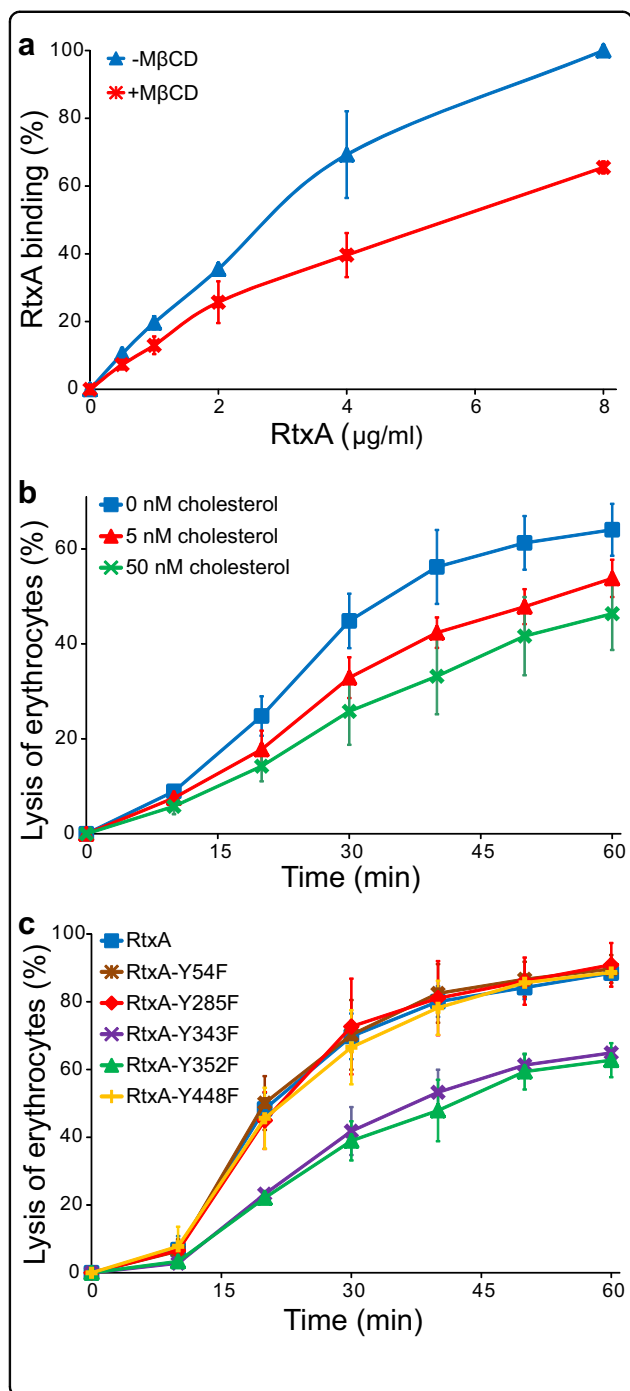 a
-MβCD
+MβCD
RtxA binding (%)
100
80
60
40
20
0
0 2 4 6 8
RtxA (µg/ml)
b
0 nM cholesterol
5 nM cholesterol
50 nM cholesterol
Lysis of erythrocytes (%)
60
40
20
0
0 15 30 45 60
Time (min)
c
RtxA
RtxA-Y54F
RtxA-Y285F
RtxA-Y343F
RtxA-Y352F
RtxA-Y448F
Lysis of erythrocytes (%)
100
80
60
40
20
0
0 15 30 45 60
Time (min)